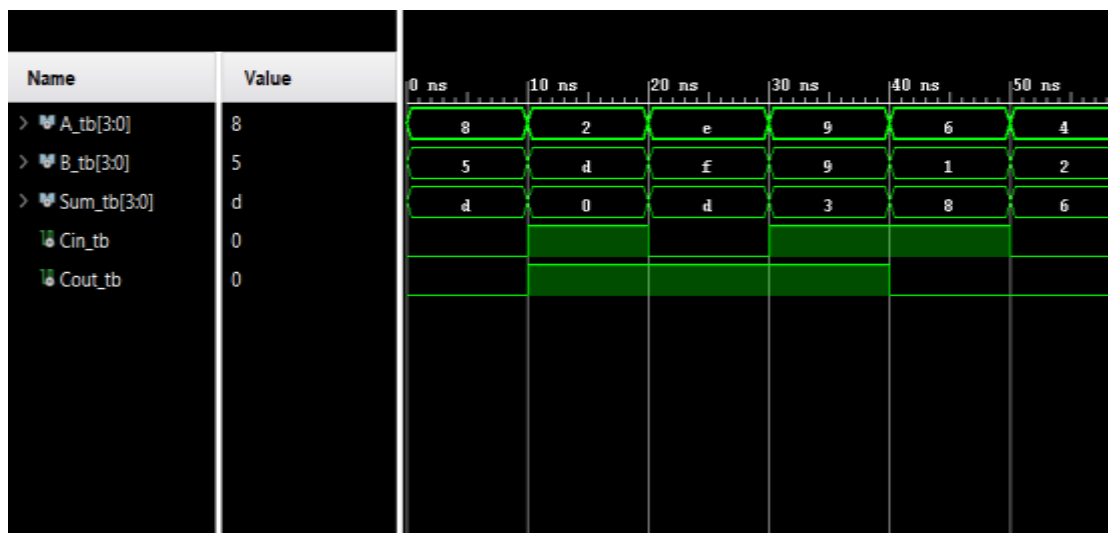 Name Value 0 ns 10 ns 20 ns 30 ns 40 ns 50 ns
A_tb[3:0] 8 8 2 e 9 6 4
B_tb[3:0] 5 5 d f 9 1 2
Sum_tb[3:0] d d 0 d 3 8 6
Cin_tb 0
Cout_tb 0